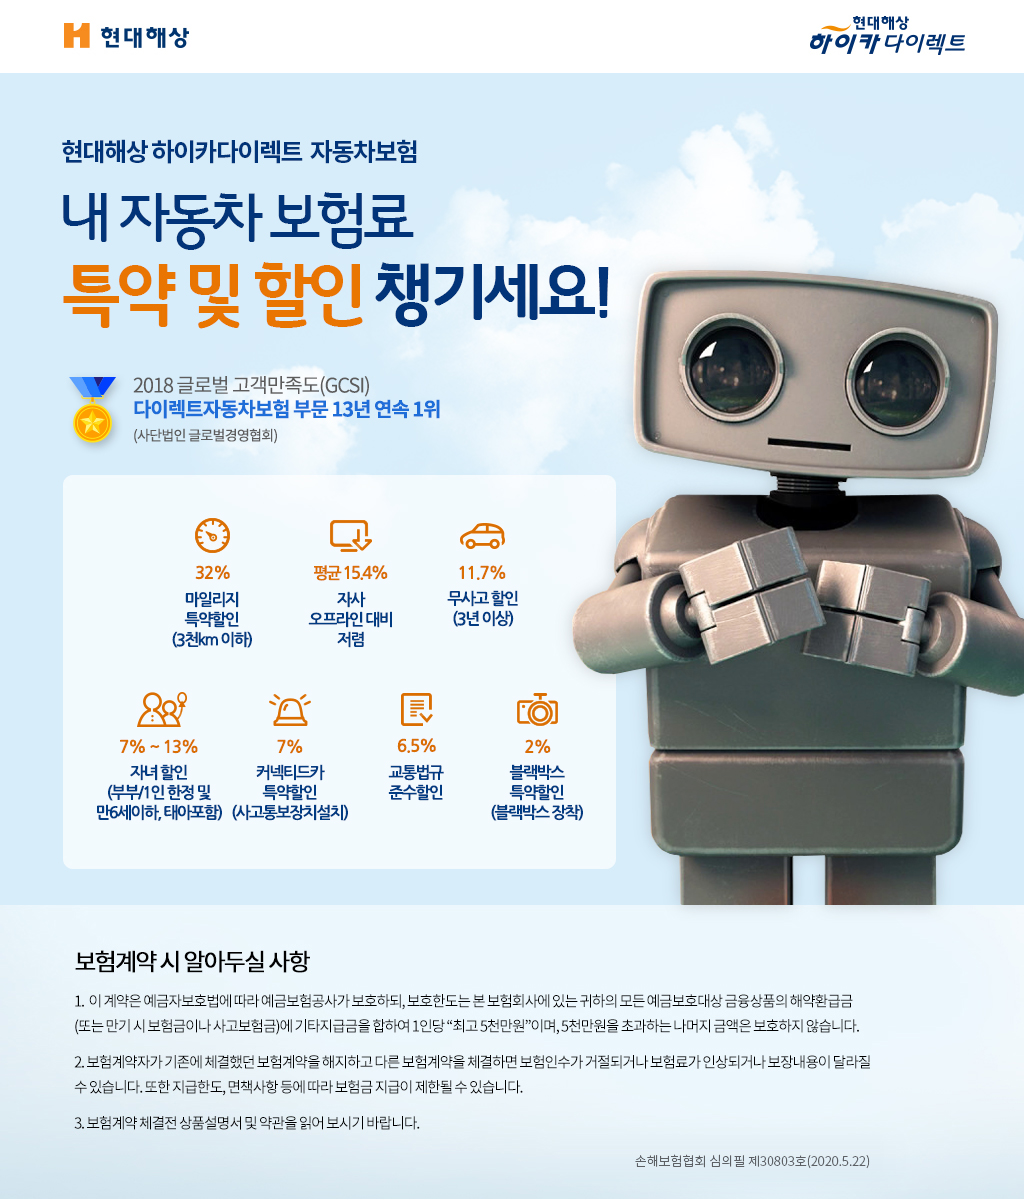 현대해상
현대해상
하이카다이렉트
현대해상 하이카다이렉트 자동차보험
내 자동차 보험료
특약 및 할인 챙기세요!
2018 글로벌 고객만족도(GCSI)
다이렉트자동차보험 부문 13년 연속 1위
(사단법인 글로벌경영협회)
32%
마일리지
특약할인
(3천km 이하)
평균 15.4%
자사
오프라인 대비
저렴
11.7%
무사고 할인
(3년 이상)
7% ~ 13%
자녀 할인
(부부/1인 한정 및
만6세이하, 태아포함)
7%
커넥티드카
특약할인
(사고통보장치설치)
6.5%
교통법규
준수할인
2%
블랙박스
특약할인
(블랙박스 장착)
보험계약 시 알아두실 사항
1. 이 계약은 예금자보호법에 따라 예금보험공사가 보호하되, 보호한도는 본 보험회사에 있는 귀하의 모든 예금보호대상 금융상품의 해약환급금
(또는 만기 시 보험금이나 사고보험금)에 기타지급금을 합하여 1인당 “최고 5천만원”이며, 5천만원을 초과하는 나머지 금액은 보호하지 않습니다.
2. 보험계약자가 기존에 체결했던 보험계약을 해지하고 다른 보험계약을 체결하면 보험인수가 거절되거나 보험료가 인상되거나 보장내용이 달라질
수 있습니다. 또한 지급한도, 면책사항 등에 따라 보험금 지급이 제한될 수 있습니다.
3. 보험계약 체결전 상품설명서 및 약관을 읽어 보시기 바랍니다.
손해보험협회 심의필 제30803호(2020.5.22)